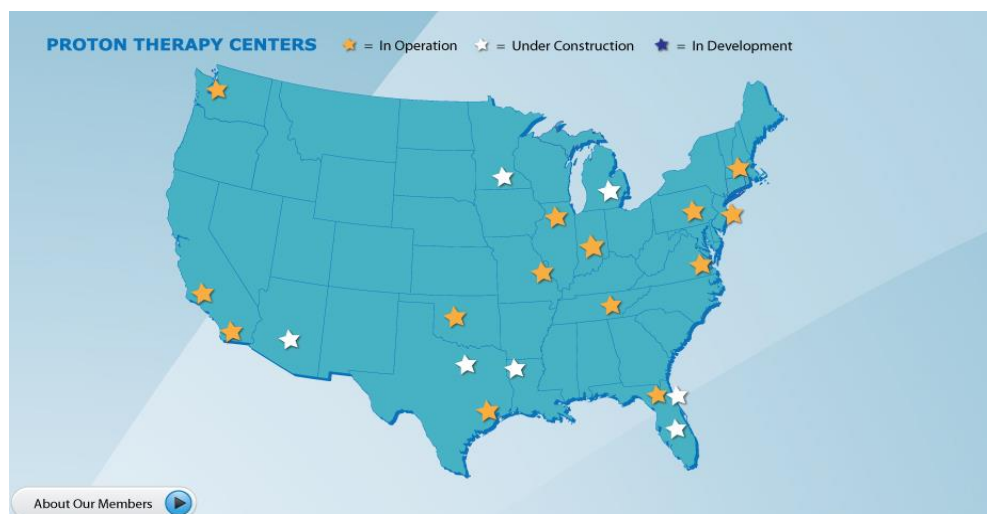 PROTON THERAPY CENTERS = In Operation = Under Construction = In Development
About Our Members